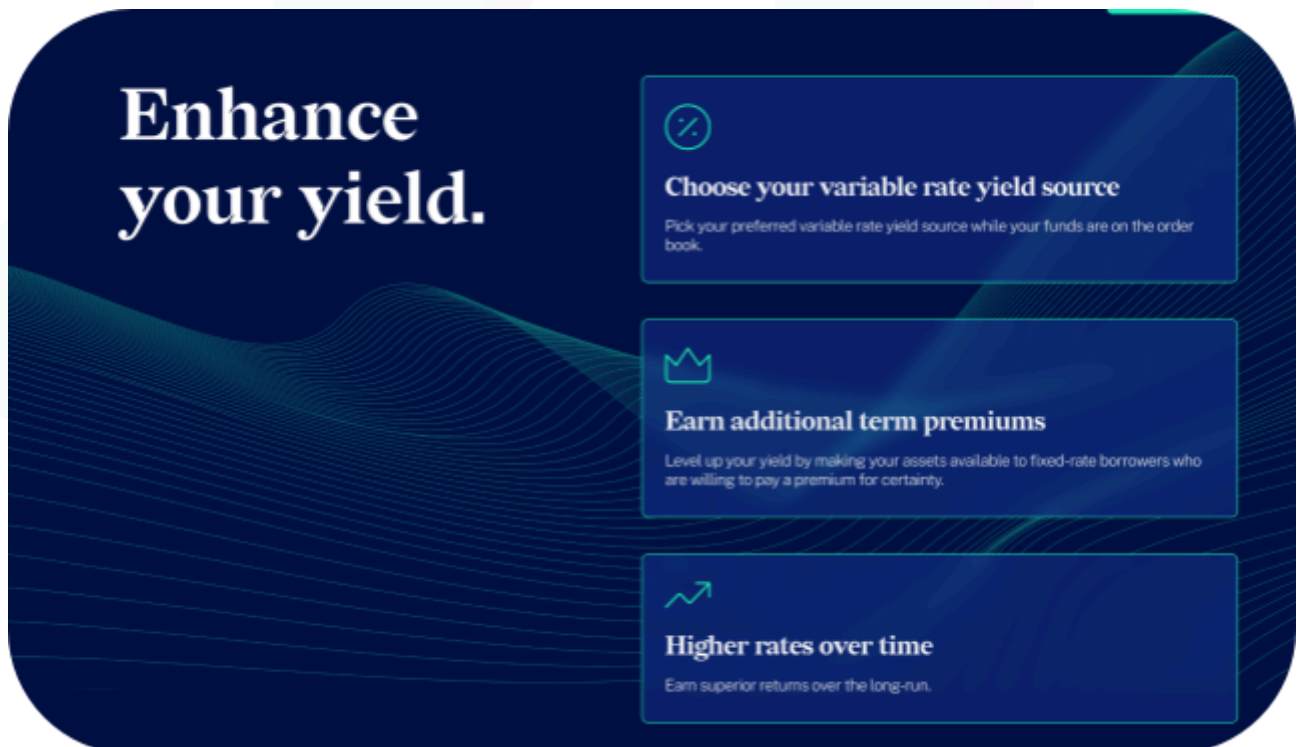 Enhance
your yield.
Choose your variable rate yield source
Pick your preferred variable rate yield source while your funds are on the order
book.
Earn additional term premiums
Level up your yield by making your assets available to fixed-rate borrowers who
are willing to pay a premium for certainty.
Higher rates over time
Earn superior returns over the long-run.